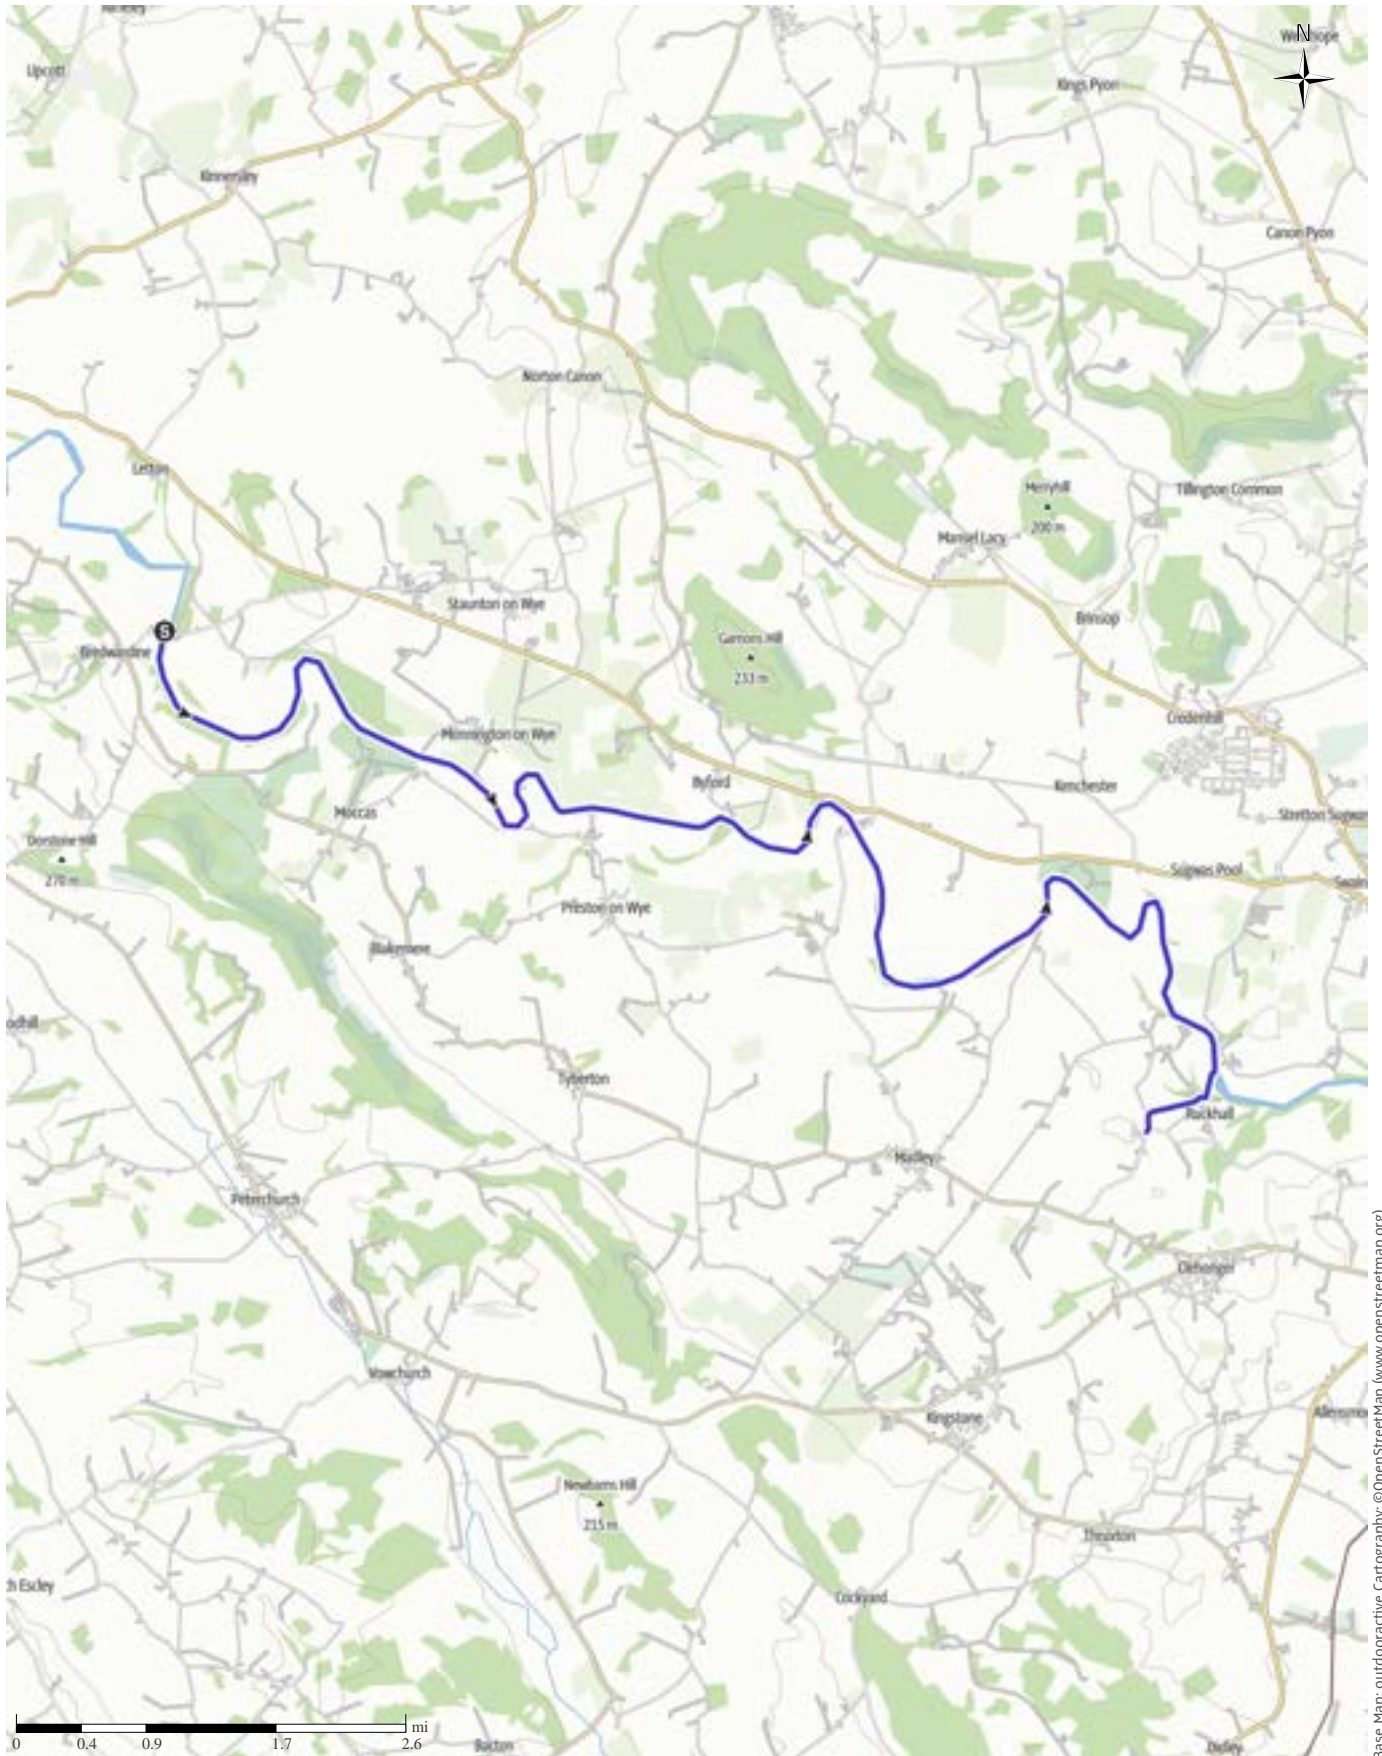 N
Upcott
Kings Pyon
Kinnersley
Canon Pyon
Norton Canon
Letton
Merryhill
200 m
Tillington Common
Mansel Lacy
Staunton on Wye
Brinsop
S
Garnons Hill
233 m
Bredwardine
Credenhill
Monnington on Wye
Byford
Kenchester
Moccas
Stretton Sugwas
Dorstone Hill
270 m
Sugwas Pool
Preston on Wye
Blakemere
Tyberton
Ruckhall
Madley
Peterchurch
Clehonger
Vowchurch
Kingstone
Newbarns Hill
215 m
Thruxton
Cockyard
Bacton
Didley
0 0.4 0.9 1.7 2.6 mi
Base Map: outdooractive Cartography; ©OpenStreetMap (www.openstreetmap.org)